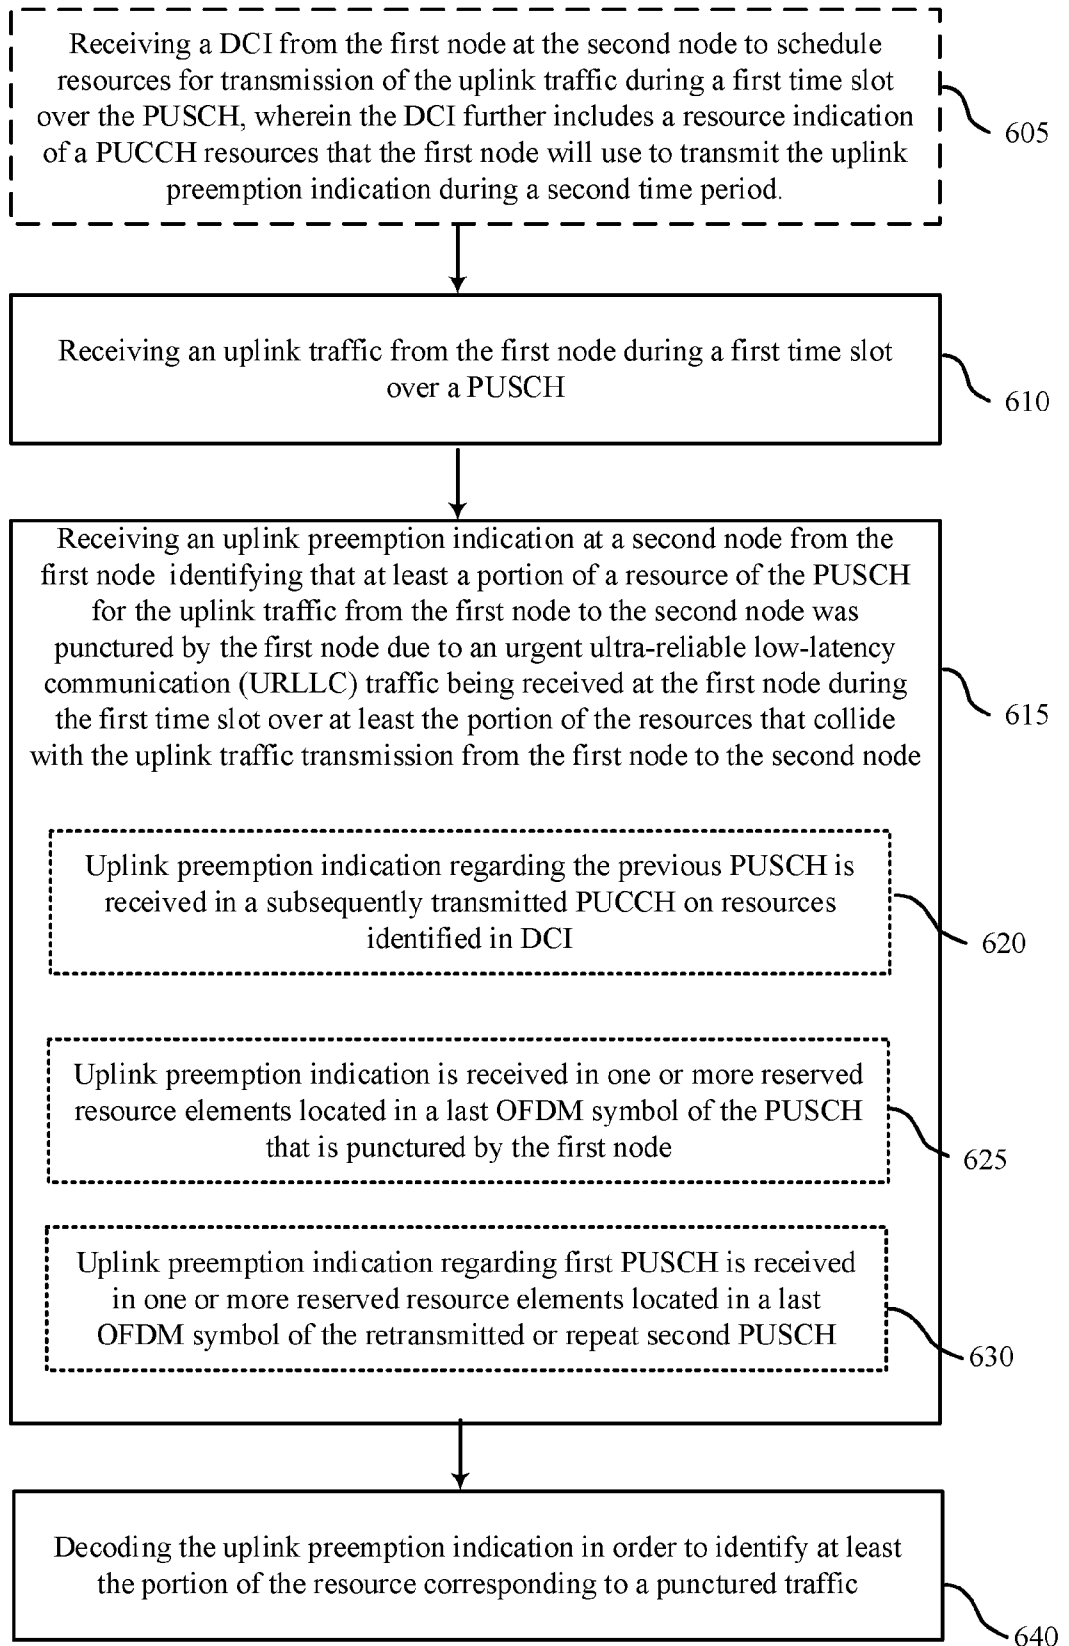 Receiving a DCI from the first node at the second node to schedule
resources for transmission of the uplink traffic during a first time slot
over the PUSCH, wherein the DCI further includes a resource indication
of a PUCCH resources that the first node will use to transmit the uplink
preemption indication during a second time period.
605
Receiving an uplink traffic from the first node during a first time slot
over a PUSCH
610
Receiving an uplink preemption indication at a second node from the
first node identifying that at least a portion of a resource of the PUSCH
for the uplink traffic from the first node to the second node was
punctured by the first node due to an urgent ultra-reliable low-latency
communication (URLLC) traffic being received at the first node during
the first time slot over at least the portion of the resources that collide
with the uplink traffic transmission from the first node to the second node
615
Uplink preemption indication regarding the previous PUSCH is
received in a subsequently transmitted PUCCH on resources
identified in DCI
620
Uplink preemption indication is received in one or more reserved
resource elements located in a last OFDM symbol of the PUSCH
that is punctured by the first node
625
Uplink preemption indication regarding first PUSCH is received
in one or more reserved resource elements located in a last
OFDM symbol of the retransmitted or repeat second PUSCH
630
Decoding the uplink preemption indication in order to identify at least
the portion of the resource corresponding to a punctured traffic
640